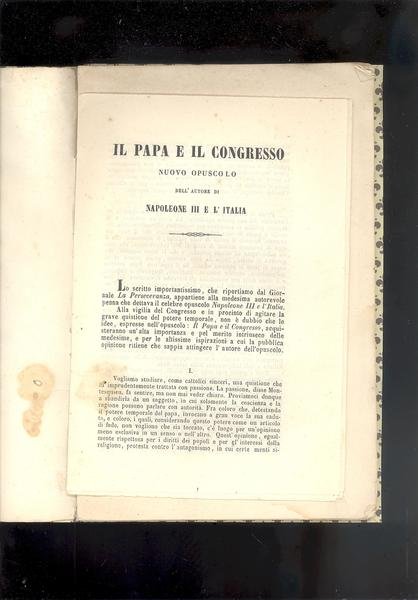 IL PAPA E IL CONGRESSO
NUOVO OPUSCOLO
DELL'AUTORE DI
NAPOLEONE III E L'ITALIA
Lo scritto importantissimo, che riportiamo dal Gior-
nale La Perseveranza, appartiene alla medesima autorevole
penna che dettava il celebre opuscolo Napoleone III e l'Italia.
Alla vigilia del Congresso e in procinto di agitare la
grave quistione del potere temporale, non è dubbio che le
idee, espresse nell'opuscolo: Il Papa e il Congresso, acqui-
steranno un'alta importanza e pel merito intrinseco delle
medesime, e per le altissime ispirazioni a cui la pubblica
opinione ritiene che sappia attingere l'autore dell'opuscolo.
I.
Vogliamo studiare, come cattolici sinceri, una quistione che
fu imprudentemente trattata con passione. La passione, disse Mon-
tesquieu, fa sentire, ma non mai veder chiaro. Proviamoci dunque
a sbandirla da un soggetto, in cui solamente la coscienza e la
ragione possono parlare con autorità. Fra coloro che, detestando
il potere temporale del papa, invocano a gran voce la sua cadu-
ta, e coloro, i quali, considerando questo potere come un articolo
di fede, non vogliono che sia toccato, c'è luogo per un'opinione
meno esclusiva in un senso o nell'altro. Quest'opinione, egual-
mente rispettosa per i diritti dei popoli e per gl'interessi della
religione, protesta contro l'antagonismo, in cui certe menti si-